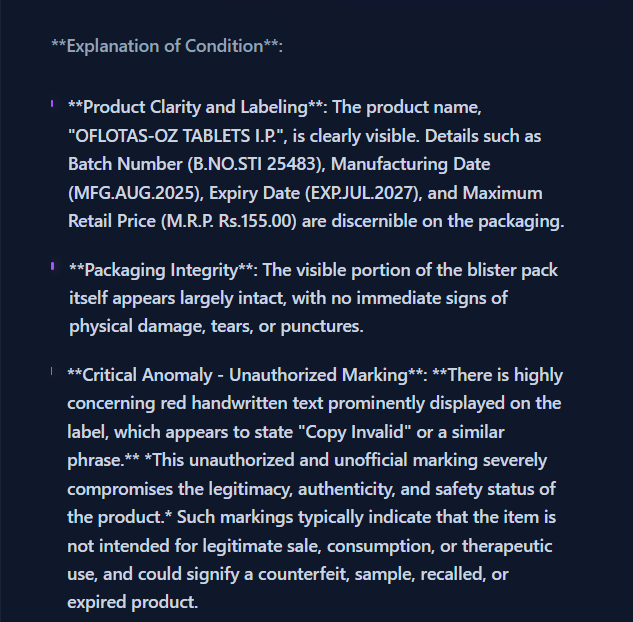 **Explanation of Condition**:
**Product Clarity and Labeling**: The product name,
"OFLOTAS-OZ TABLETS I.P.", is clearly visible. Details such as
Batch Number (B.NO.STI 25483), Manufacturing Date
(MFG.AUG.2025), Expiry Date (EXP.JUL.2027), and Maximum
Retail Price (M.R.P. Rs.155.00) are discernible on the packaging.
**Packaging Integrity**: The visible portion of the blister pack
itself appears largely intact, with no immediate signs of
physical damage, tears, or punctures.
**Critical Anomaly - Unauthorized Marking**: **There is highly
concerning red handwritten text prominently displayed on the
label, which appears to state "Copy Invalid" or a similar
phrase.** *This unauthorized and unofficial marking severely
compromises the legitimacy, authenticity, and safety status of
the product.* Such markings typically indicate that the item is
not intended for legitimate sale, consumption, or therapeutic
use, and could signify a counterfeit, sample, recalled, or
expired product.